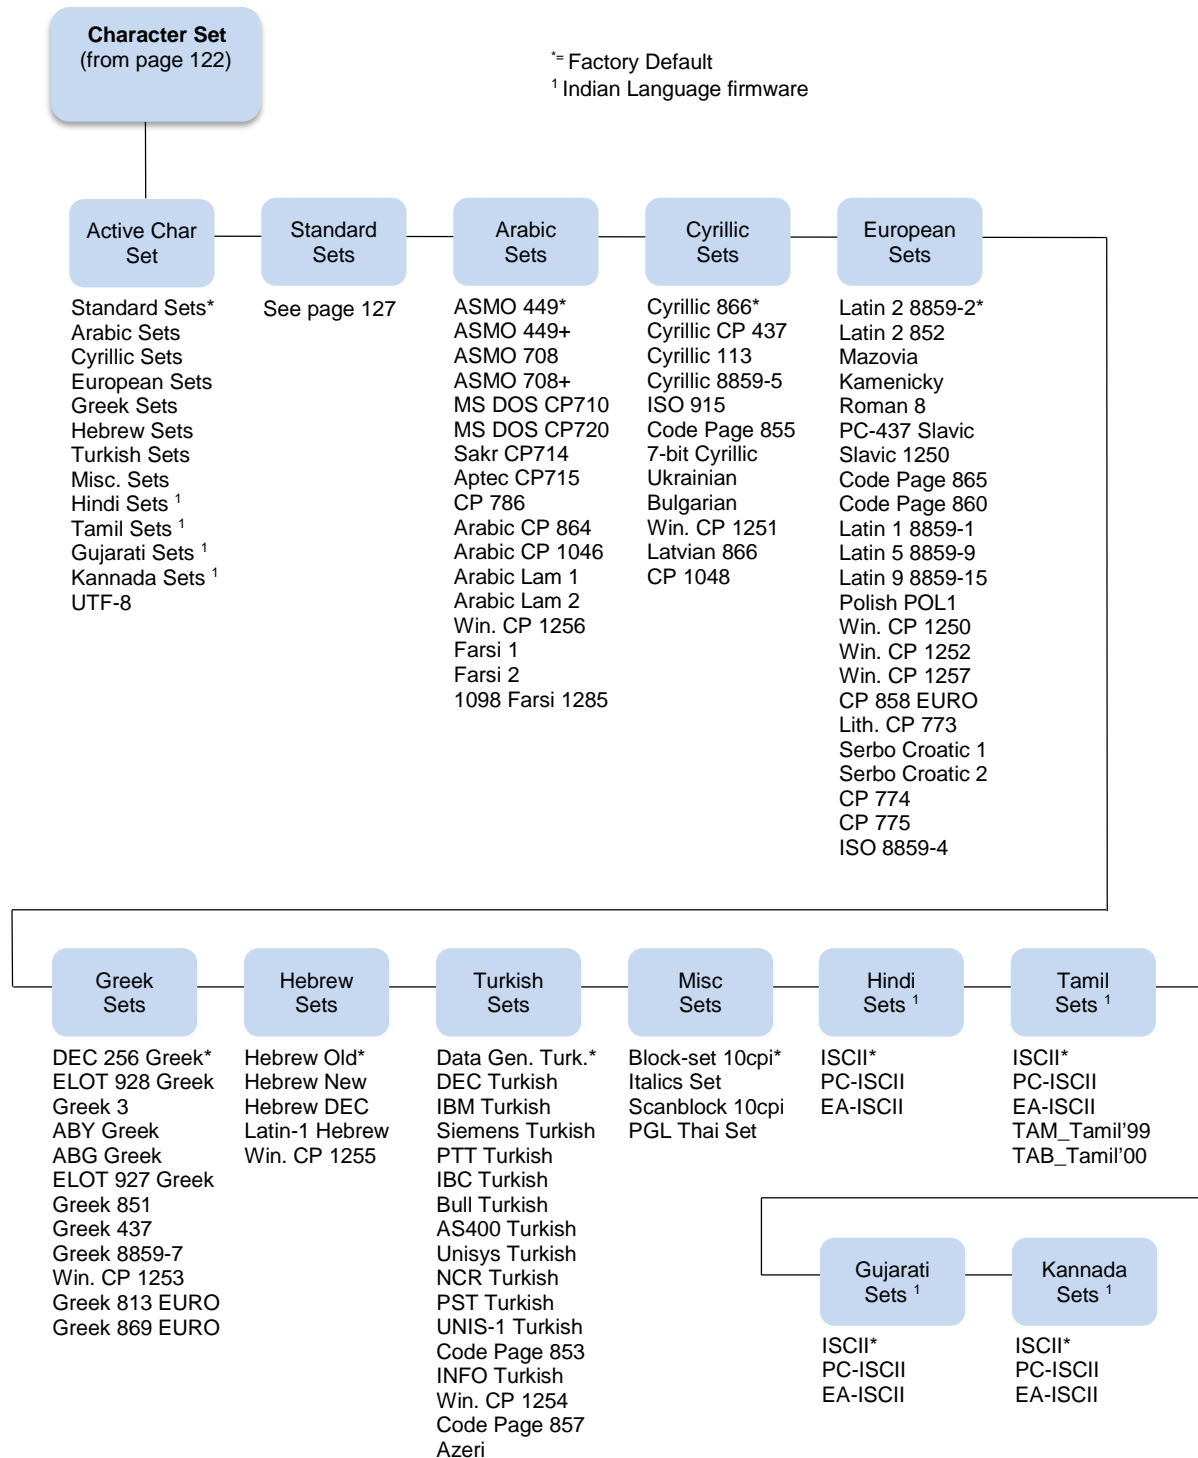 Character Set
(from page 122)
*= Factory Default
1 Indian Language firmware
Active Char
Set
Standard Sets*
Arabic Sets
Cyrillic Sets
European Sets
Greek Sets
Hebrew Sets
Turkish Sets
Misc. Sets
Hindi Sets 1
Tamil Sets 1
Gujarati Sets 1
Kannada Sets 1
UTF-8
Standard
Sets
See page 127
Arabic
Sets
ASMO 449*
ASMO 449+
ASMO 708
ASMO 708+
MS DOS CP710
MS DOS CP720
Sakr CP714
Aptec CP715
CP 786
Arabic CP 864
Arabic CP 1046
Arabic Lam 1
Arabic Lam 2
Win. CP 1256
Farsi 1
Farsi 2
1098 Farsi 1285
Cyrillic
Sets
Cyrillic 866*
Cyrillic CP 437
Cyrillic 113
Cyrillic 8859-5
ISO 915
Code Page 855
7-bit Cyrillic
Ukrainian
Bulgarian
Win. CP 1251
Latvian 866
CP 1048
European
Sets
Latin 2 8859-2*
Latin 2 852
Mazovia
Kamenicky
Roman 8
PC-437 Slavic
Slavic 1250
Code Page 865
Code Page 860
Latin 1 8859-1
Latin 5 8859-9
Latin 9 8859-15
Polish POL1
Win. CP 1250
Win. CP 1252
Win. CP 1257
CP 858 EURO
Lith. CP 773
Serbo Croatic 1
Serbo Croatic 2
CP 774
CP 775
ISO 8859-4
Greek
Sets
DEC 256 Greek*
ELOT 928 Greek
Greek 3
ABY Greek
ABG Greek
ELOT 927 Greek
Greek 851
Greek 437
Greek 8859-7
Win. CP 1253
Greek 813 EURO
Greek 869 EURO
Hebrew
Sets
Hebrew Old*
Hebrew New
Hebrew DEC
Latin-1 Hebrew
Win. CP 1255
Turkish
Sets
Data Gen. Turk.*
DEC Turkish
IBM Turkish
Siemens Turkish
PTT Turkish
IBC Turkish
Bull Turkish
AS400 Turkish
Unisys Turkish
NCR Turkish
PST Turkish
UNIS-1 Turkish
Code Page 853
INFO Turkish
Win. CP 1254
Code Page 857
Azeri
Misc
Sets
Block-set 10cpi*
Italics Set
Scanblock 10cpi
PGL Thai Set
Hindi
Sets 1
ISCII*
PC-ISCII
EA-ISCII
Tamil
Sets 1
ISCII*
PC-ISCII
EA-ISCII
TAM_Tamil’99
TAB_Tamil’00
Gujarati
Sets 1
ISCII*
PC-ISCII
EA-ISCII
Kannada
Sets 1
ISCII*
PC-ISCII
EA-ISCII